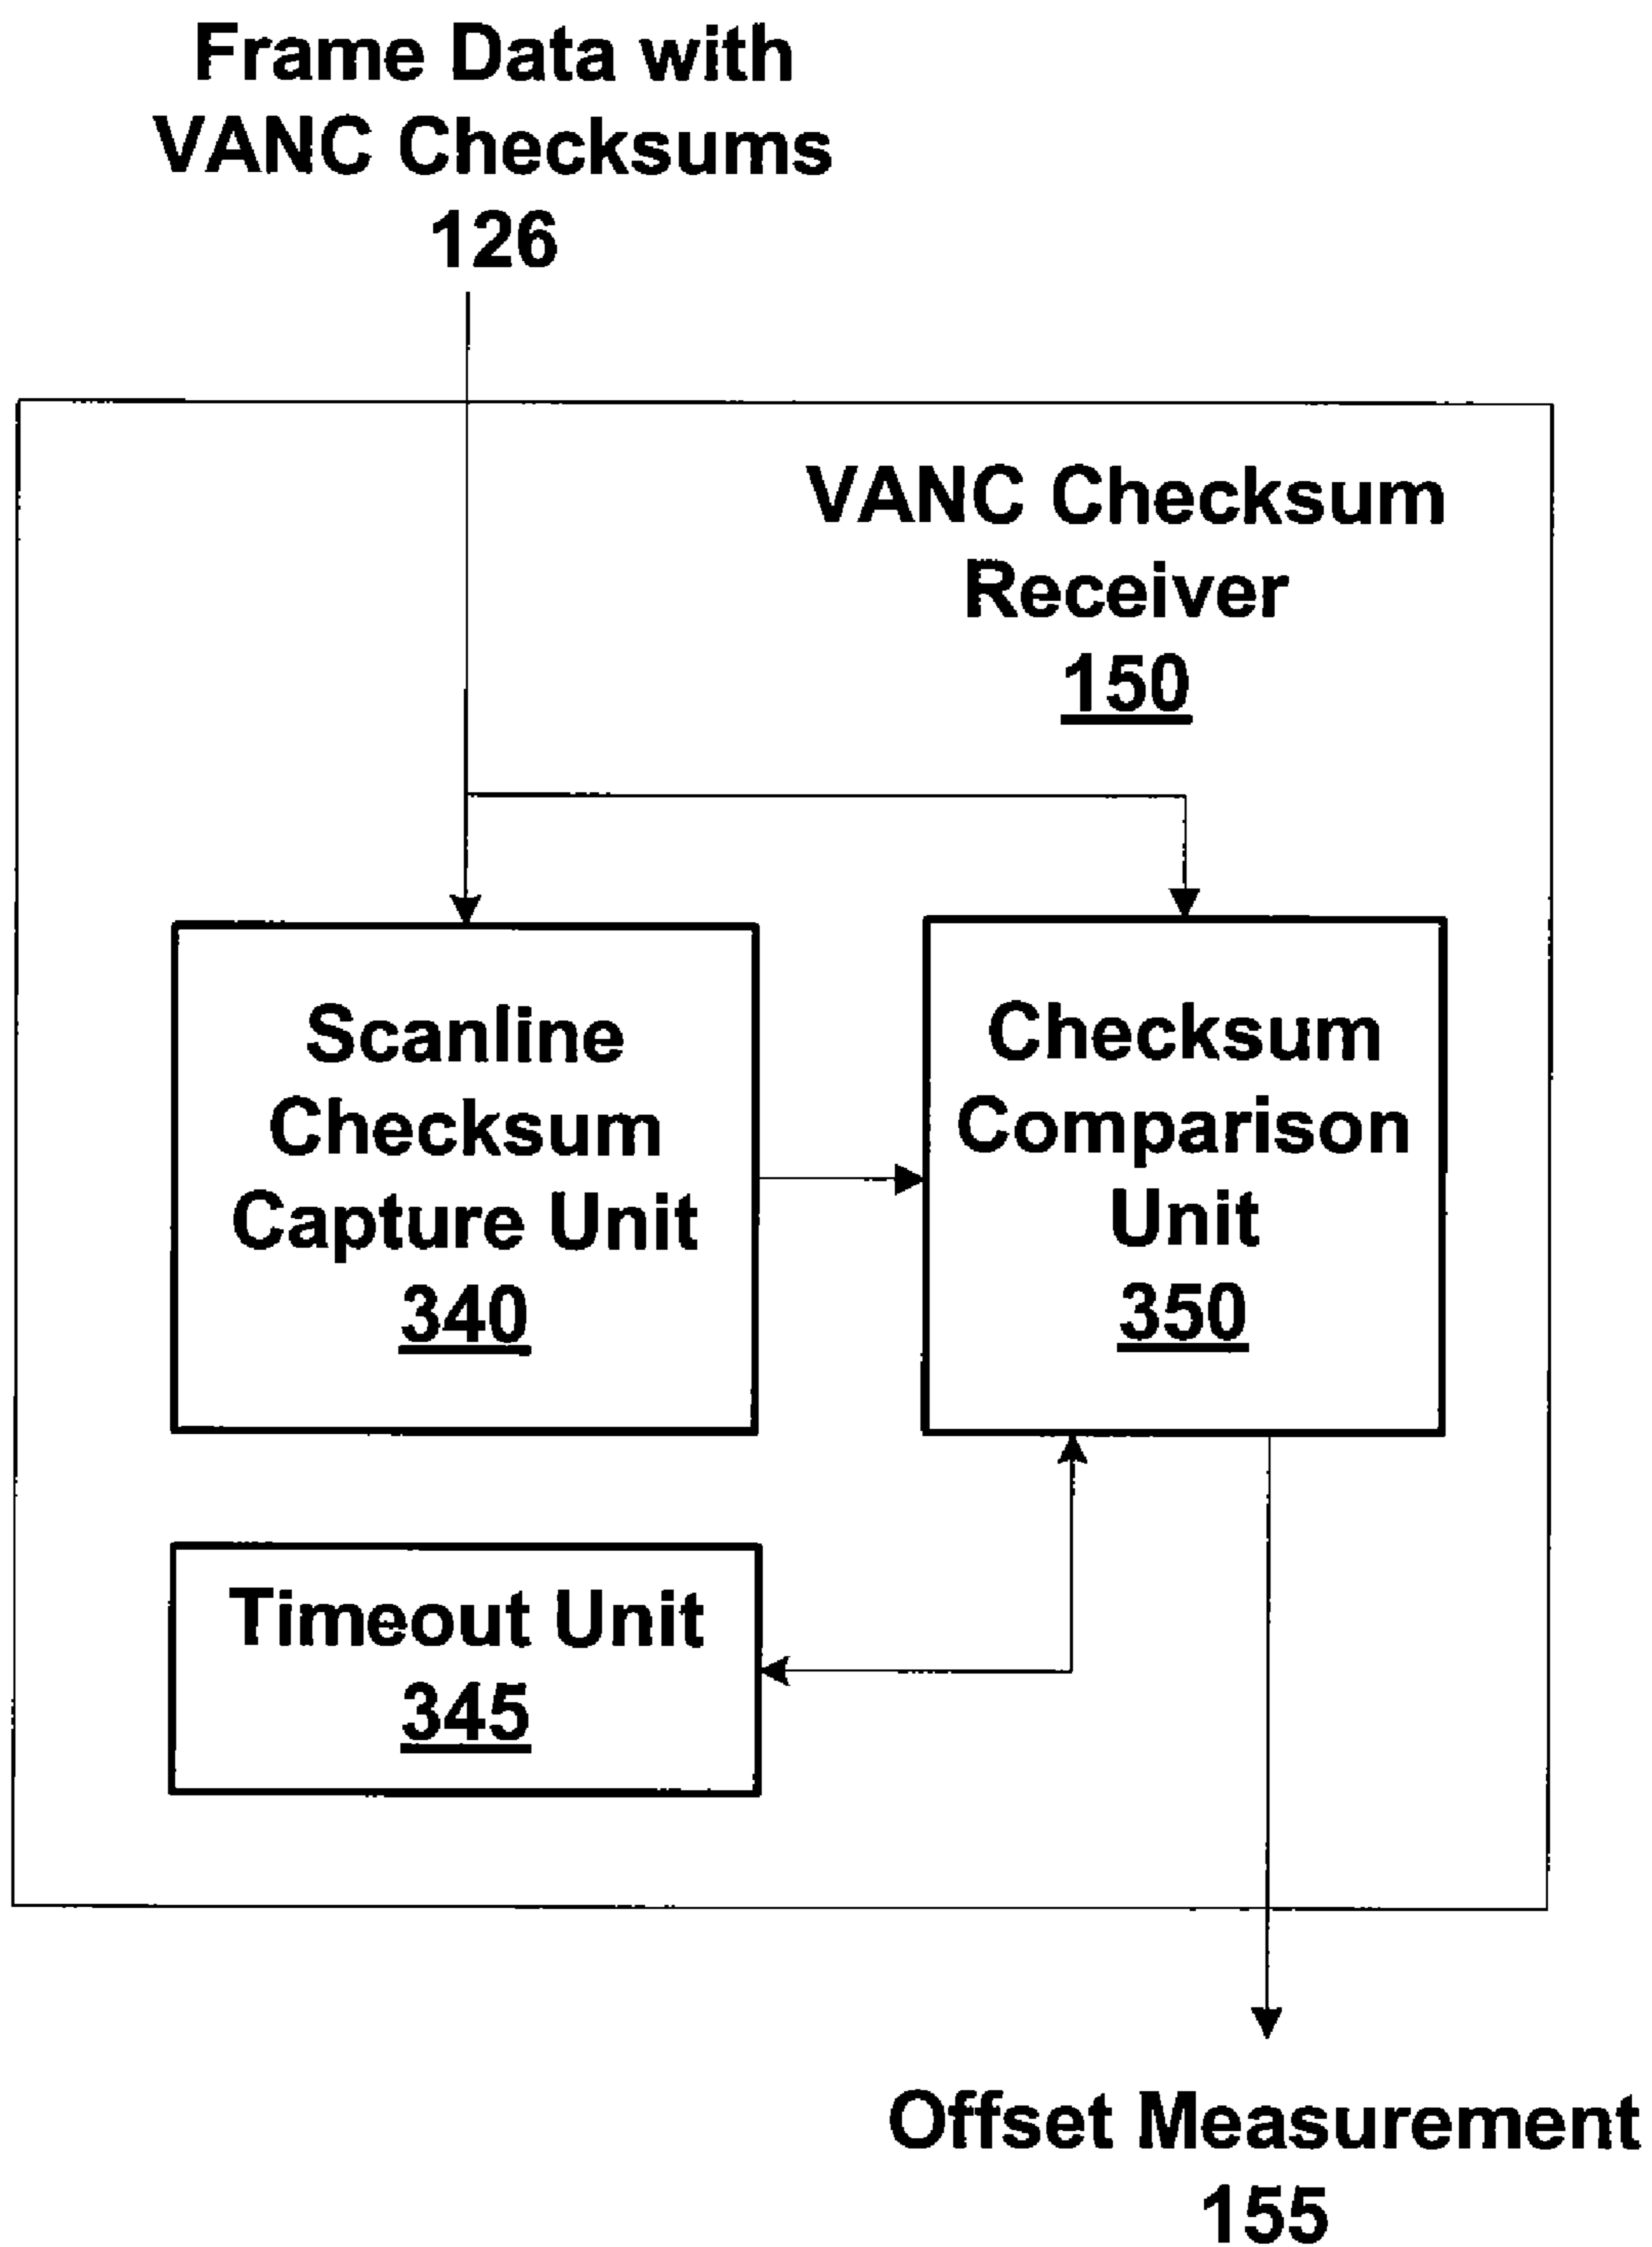 Frame Data with
VANC Checksums
126
VANC Checksum
Receiver
150
Scanline
Checksum
Capture Unit
340
Checksum
Comparison
Unit
350
Timeout Unit
345
Offset Measurement
155